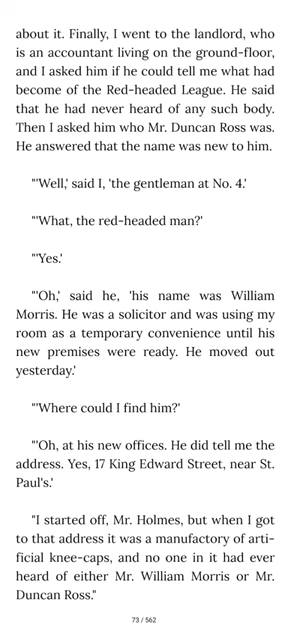 about it. Finally, I went to the landlord, who
is an accountant living on the ground-floor,
and I asked him if he could tell me what had
become of the Red-headed League. He said
that he had never heard of any such body.
Then I asked him who Mr. Duncan Ross was.
He answered that the name was new to him.
"'Well,' said I, 'the gentleman at No. 4.'
"'What, the red-headed man?'
"'Yes.'
"'Oh,' said he, 'his name was William
Morris. He was a solicitor and was using my
room as a temporary convenience until his
new premises were ready. He moved out
yesterday.'
"'Where could I find him?'
"'Oh, at his new offices. He did tell me the
address. Yes, 17 King Edward Street, near St.
Paul's.'
"I started off, Mr. Holmes, but when I got
to that address it was a manufactory of arti-
ficial knee-caps, and no one in it had ever
heard of either Mr. William Morris or Mr.
Duncan Ross."
73 / 562